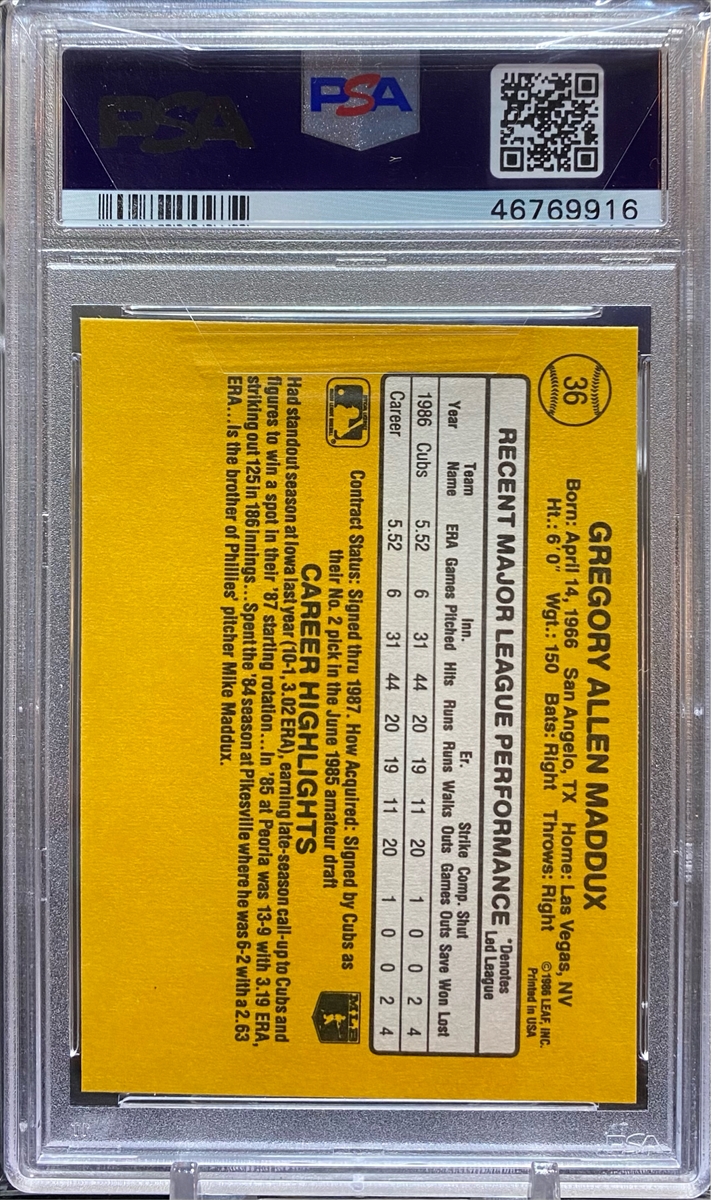 PSA
PSA
46769916
36
GREGORY ALLEN MADDUX
Born: April 14, 1966 San Angelo, TX Home: Las Vegas, NV
Ht.: 6'0" Wgt.: 150 Bats: Right Throws: Right
©1986 LEAF, INC.
Printed in USA
RECENT MAJOR LEAGUE PERFORMANCE
*Denotes
Led League
Team Inn. Er. Strike Comp. Shut
Year Name ERA Games Pitched Hits Runs Runs Walks Outs Games Outs Save Won Lost
1986 Cubs 5.52 6 31 44 20 19 11 20 1 0 0 2 4
Career 5.52 6 31 44 20 19 11 20 1 0 0 2 4
Contract Status: Signed thru 1987. How Acquired: Signed by Cubs as
their No. 2 pick in the June 1985 amateur draft
MLB
CAREER HIGHLIGHTS
Had standout season at Iowa last year (10-1, 3.02 ERA), earning late-season call-up to Cubs and
figures to win a spot in their '87 starting rotation...In '85 at Peoria was 13-9 with 3.19 ERA,
striking out 125 in 186 innings...Spent the '84 season at Pikesville where he was 6-2 with a 2.63
ERA...Is the brother of Phillies' pitcher Mike Maddux.
PSA